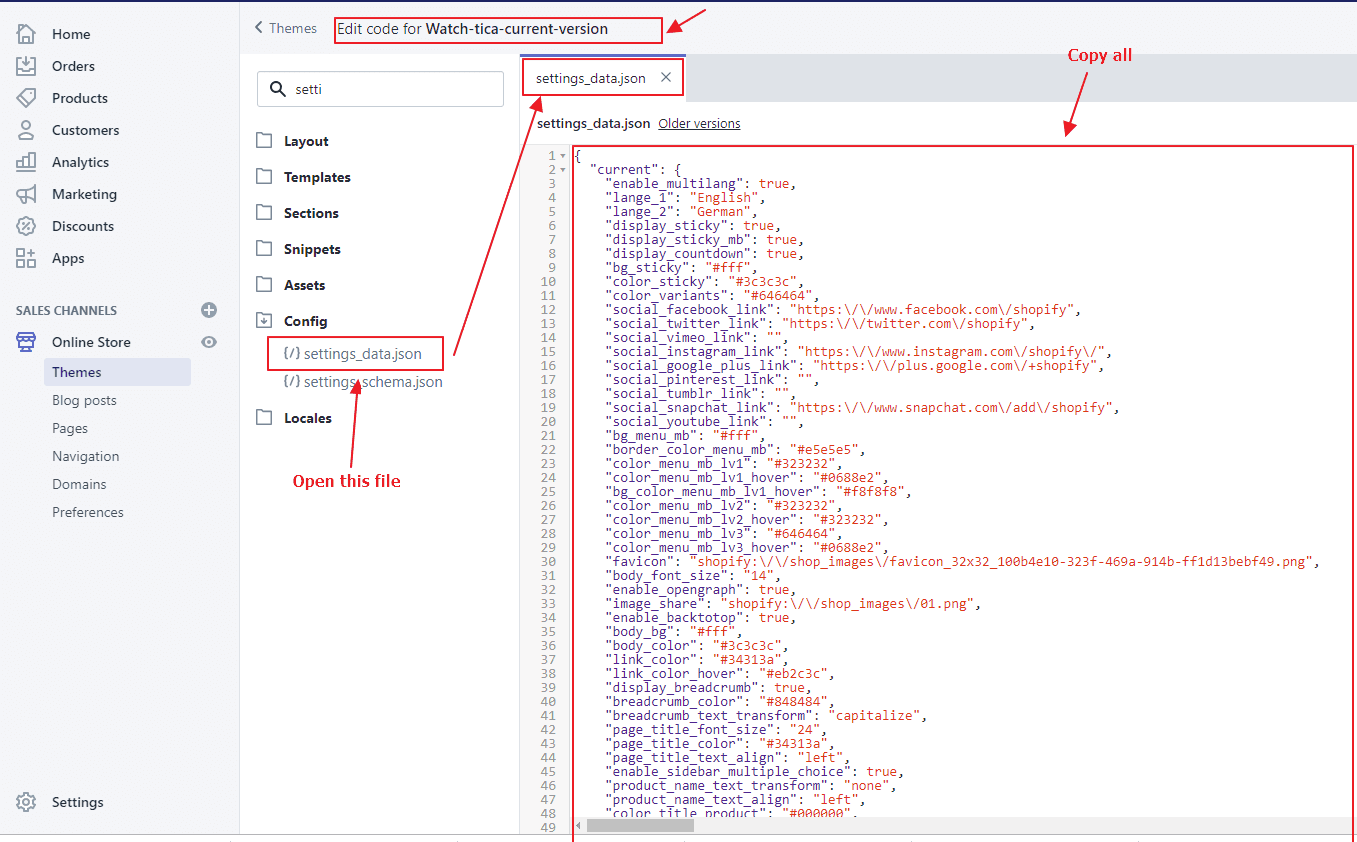 Home
Orders
Products
Customers
Analytics
Marketing
Discounts
Apps
SALES CHANNELS
Online Store
Themes
Blog posts
Pages
Navigation
Domains
Preferences
Settings
Themes
Edit code for Watch-tica-current-version
setti
Layout
Templates
Sections
Snippets
Assets
Config
{/} settings_data.json
{/} settings_schema.json
Locales
Open this file
settings_data.json
Copy all
settings_data.json Older versions
1 {
2 "current": {
3 "enable_multilang": true,
4 "lange_1": "English",
5 "lange_2": "German",
6 "display_sticky": true,
7 "display_sticky_mb": true,
8 "display_countdown": true,
9 "bg_sticky": "#fff",
10 "color_sticky": "#3c3c3c",
11 "color_variants": "#646464",
12 "social_facebook_link": "https:\/\/www.facebook.com\/shopify",
13 "social_twitter_link": "https:\/\/twitter.com\/shopify",
14 "social_vimeo_link": "",
15 "social_instagram_link": "https:\/\/www.instagram.com\/shopify\/",
16 "social_google_plus_link": "https:\/\/plus.google.com\/+shopify",
17 "social_pinterest_link": "",
18 "social_tumblr_link": "",
19 "social_snapchat_link": "https:\/\/www.snapchat.com\/add\/shopify",
20 "social_youtube_link": "",
21 "bg_menu_mb": "#fff",
22 "border_color_menu_mb": "#e5e5e5",
23 "color_menu_mb_lv1": "#323232",
24 "color_menu_mb_lv1_hover": "#0688e2",
25 "bg_color_menu_mb_lv1_hover": "#f8f8f8",
26 "color_menu_mb_lv2": "#323232",
27 "color_menu_mb_lv2_hover": "#323232",
28 "color_menu_mb_lv3": "#646464",
29 "color_menu_mb_lv3_hover": "#0688e2",
30 "favicon": "shopify:\/\/shop_images\/favicon_32x32_100b4e10-323f-469a-914b-ff1d13bebf49.png",
31 "body_font_size": "14",
32 "enable_opengraph": true,
33 "image_share": "shopify:\/\/shop_images\/01.png",
34 "enable_backtotop": true,
35 "body_bg": "#fff",
36 "body_color": "#3c3c3c",
37 "link_color": "#34313a",
38 "link_color_hover": "#eb2c3c",
39 "display_breadcrumb": true,
40 "breadcrumb_color": "#848484",
41 "breadcrumb_text_transform": "capitalize",
42 "page_title_font_size": "24",
43 "page_title_color": "#34313a",
44 "page_title_text_align": "left",
45 "enable_sidebar_multiple_choice": true,
46 "product_name_text_transform": "none",
47 "product_name_text_align": "left",
48 "color_title_product": "#000000",
49